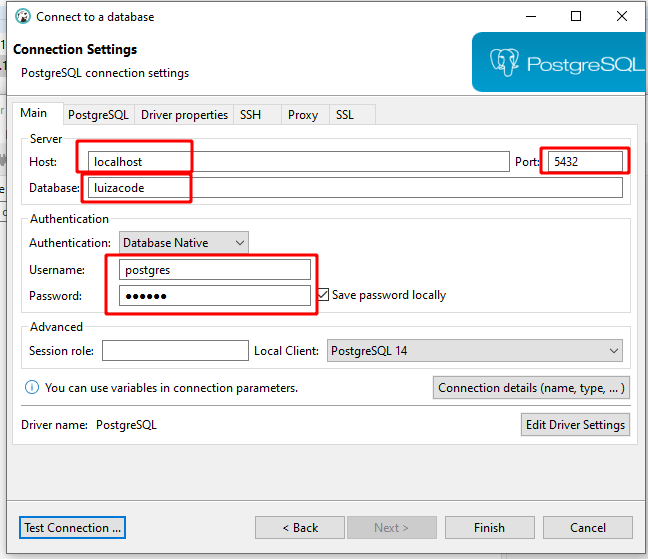 Connect to a database
Connection Settings
PostgreSQL connection settings
PostgreSQL
Main PostgreSQL Driver properties SSH Proxy SSL
Server
Host: localhost Port: 5432
Database: luizacode
Authentication
Authentication: Database Native
Username: postgres
Password: ●●●●●●
Save password locally
Advanced
Session role: Local Client: PostgreSQL 14
You can use variables in connection parameters. Connection details (name, type, ... )
Driver name: PostgreSQL Edit Driver Settings
Test Connection ... < Back Next > Finish Cancel